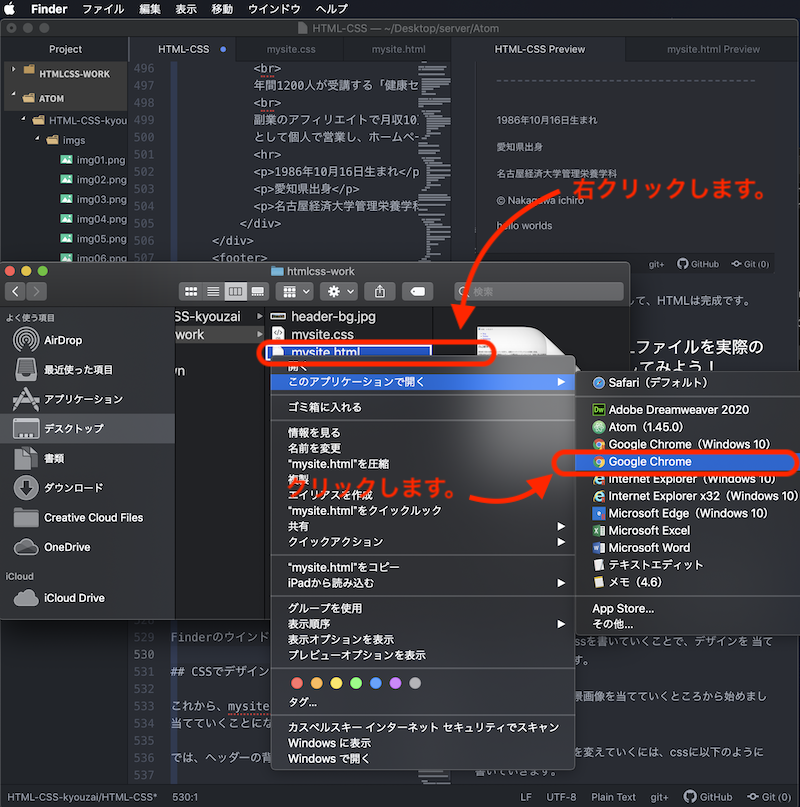 Finder ファイル 編集 表示 移動 ウインドウ ヘルプ
HTML-CSS — ~/Desktop/server/Atom
Project
HTML-CSS
mysite.css
mysite.html
HTML-CSS Preview
mysite.html Preview
HTMLCSS-WORK
ATOM
HTML-CSS-kyou
imgs
img01.png
img02.png
img03.png
img04.png
img05.png
img06.png
496 <br>
497 年間1200人が受講する「健康セ
498 <br>
499 副業のアフィリエイトで月収10
500 として個人で営業し、ホームペー
501 <hr>
502 <p>1986年10月16日生まれ</p
503 <p>愛知県出身</p>
504 <p>名古屋経済大学管理栄養学科
505 </div>
506 </div>
507 <footer>
1986年10月16日生まれ
愛知県出身
名古屋経済大学管理栄養学科
© Nakagawa ichiro
hello worlds
右クリックします。
git+ GitHub Git (0)
htmlcss-work
検索
よく使う項目
AirDrop
最近使った項目
アプリケーション
デスクトップ
書類
ダウンロード
Creative Cloud Files
OneDrive
iCloud
iCloud Drive
SS-kyouzai
work
wn
header-bg.jpg
mysite.css
mysite.html
して、HTMLは完成です。
Lファイルを実際の
してみよう！
開く
このアプリケーションで開く
ゴミ箱に入れる
情報を見る
名前を変更
"mysite.html"を圧縮
複製
エイリアスを作成
"mysite.html"をクイックルック
共有
クイックアクション
"mysite.html"をコピー
iPadから読み込む
グループを使用
表示順序
表示オプションを表示
プレビューオプションを表示
タグ...
カスペルスキー インターネット セキュリティでスキャン
Windows に表示
Windows で開く
クリックします。
Safari（デフォルト）
Adobe Dreamweaver 2020
Atom（1.45.0）
Google Chrome（Windows 10）
Google Chrome
Internet Explorer（Windows 10）
Internet Explorer x32（Windows 10）
Microsoft Edge（Windows 10）
Microsoft Excel
Microsoft Word
テキストエディット
メモ（4.6）
App Store...
その他...
528
529 Finderのウインド
530
531 ## CSSでデザイン
532
533 これから、mysite
534 当てていくことにな
535
536 では、ヘッダーの背
537
ssを書いていくことで、デザインを 当て
す。
景画像を当てていくところから始めまし
を変えていくには、cssに以下のように
書いていきます。
HTML-CSS-kyouzai/HTML-CSS* 530:1
LF UTF-8 Plain Text git+ GitHub Git (0)